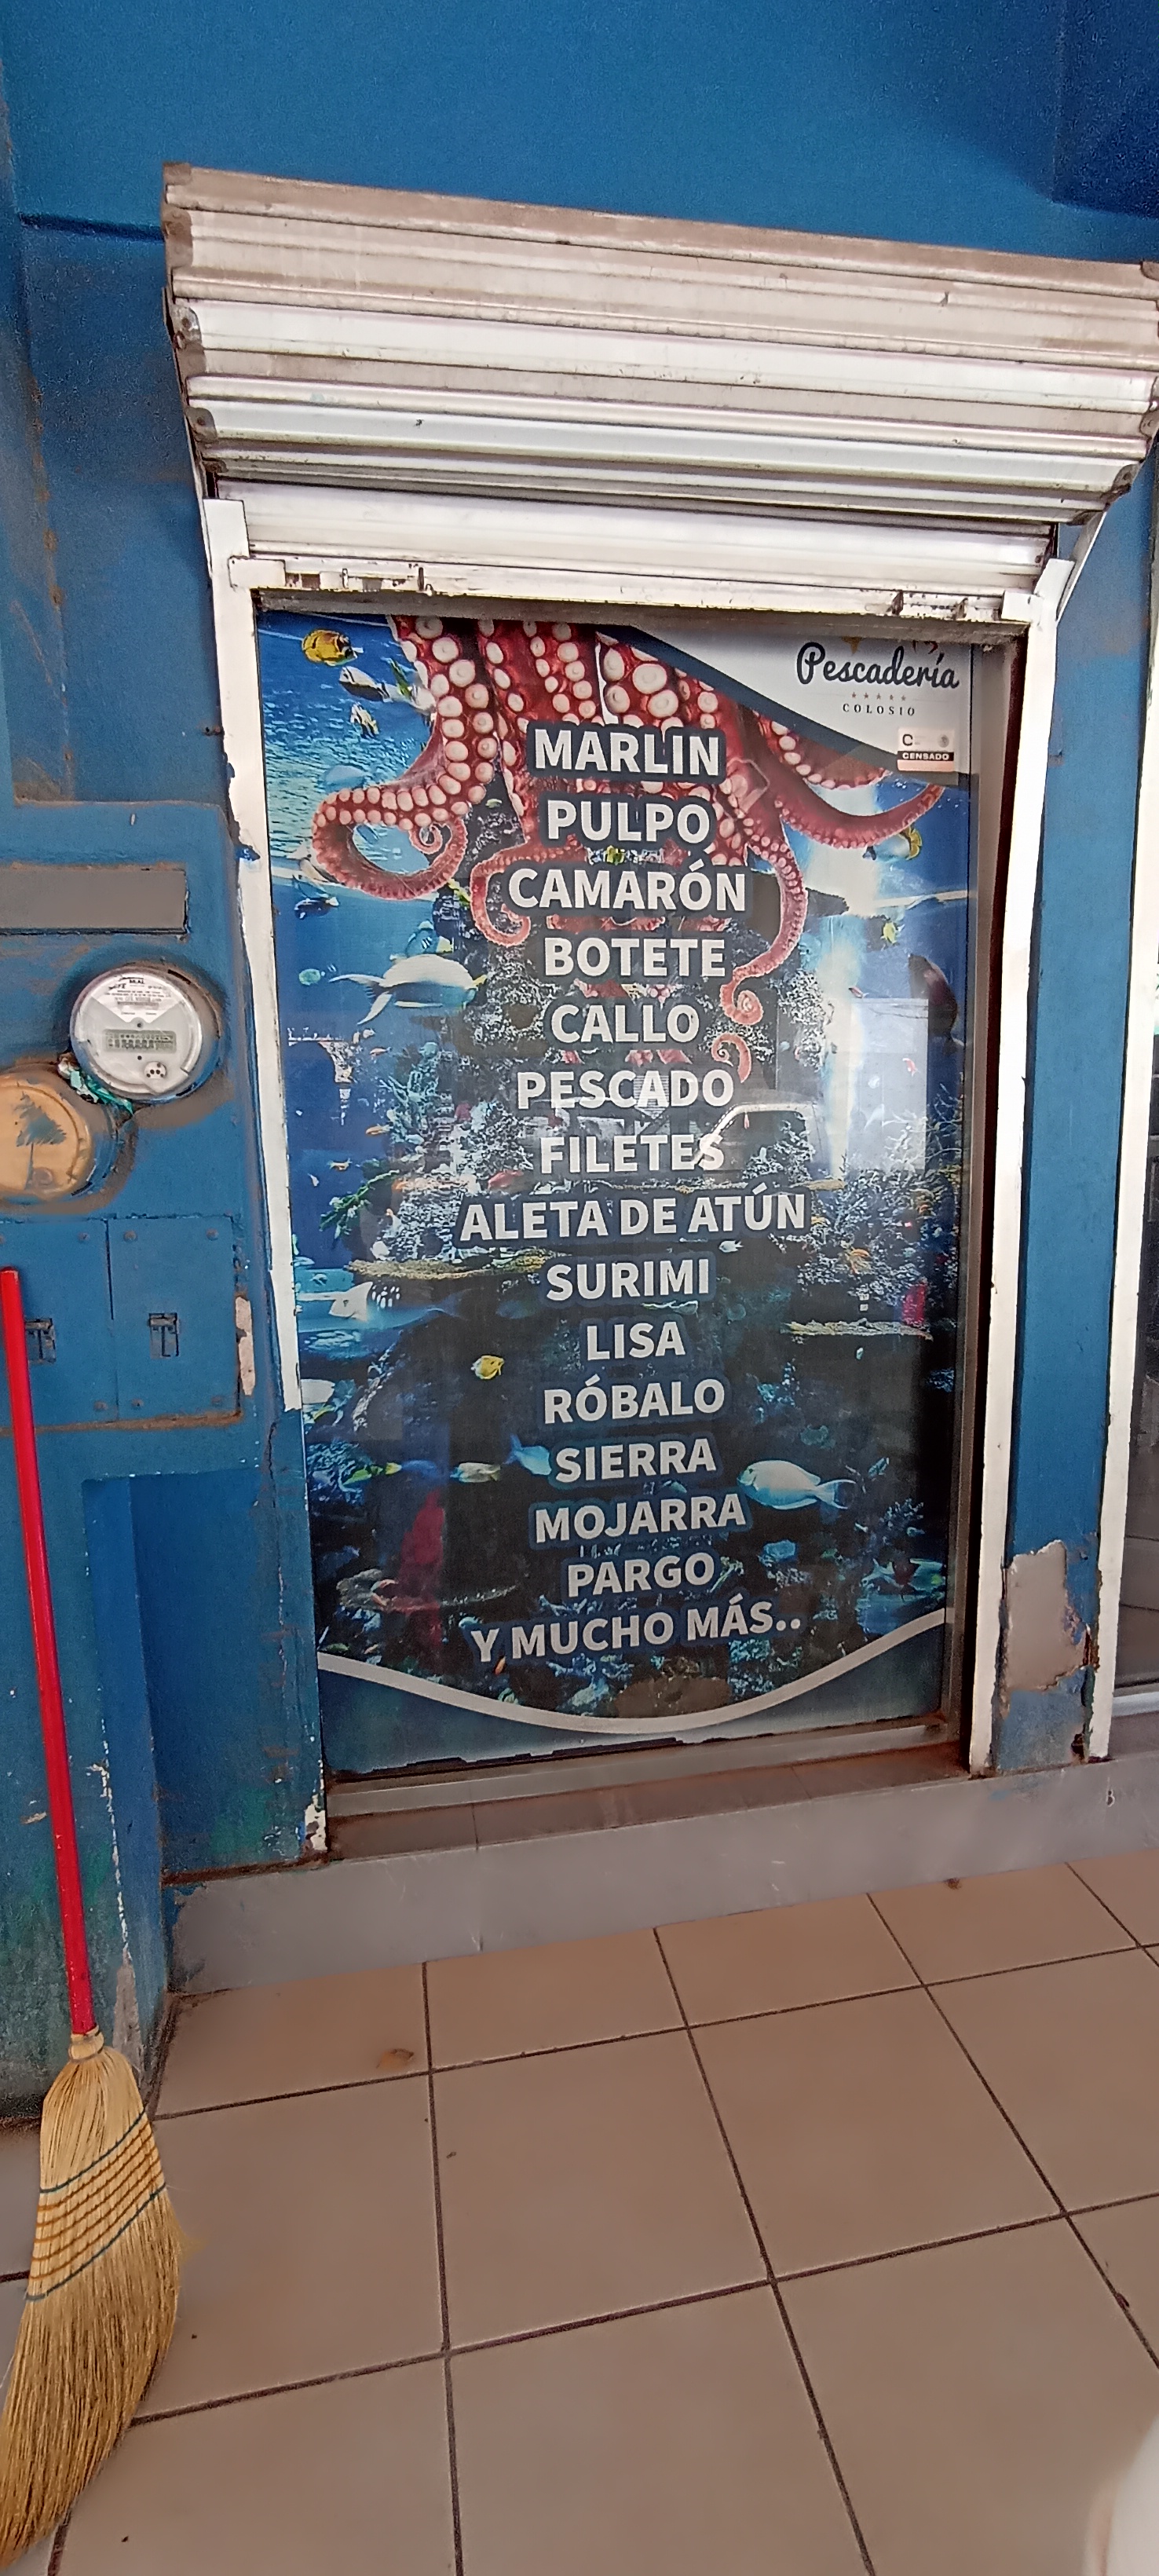 Pescadería
COLOSIO
C
CENSADO
MARLIN
PULPO
CAMARÓN
BOTETE
CALLO
PESCADO
FILETES
ALETA DE ATÚN
SURIMI
LISA
RÓBALO
SIERRA
MOJARRA
PARGO
Y MUCHO MÁS..